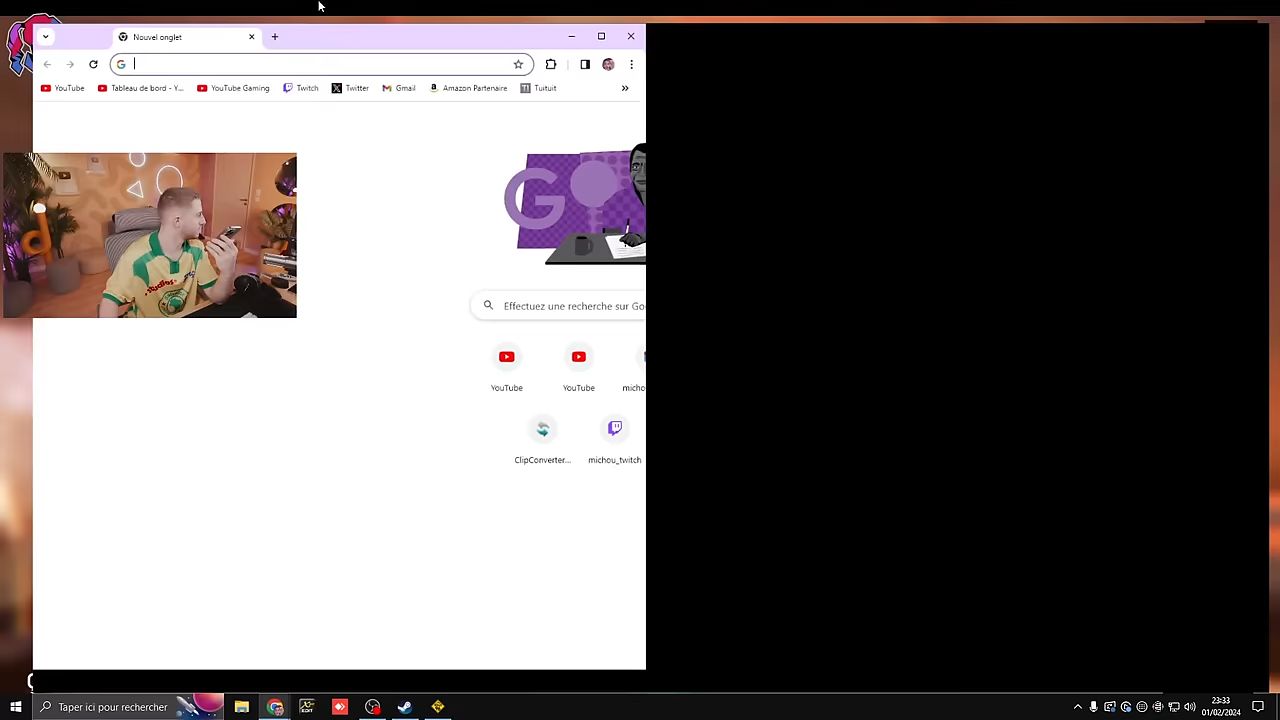 Nouvel onglet
YouTube
Tableau de bord - Y...
YouTube Gaming
Twitch
Twitter
Gmail
Amazon Partenaire
Tuituit
»
G
Effectuez une recherche sur Go
YouTube
YouTube
micho
ClipConverter...
michou_twitch
Taper ici pour rechercher
23:33
01/02/2024